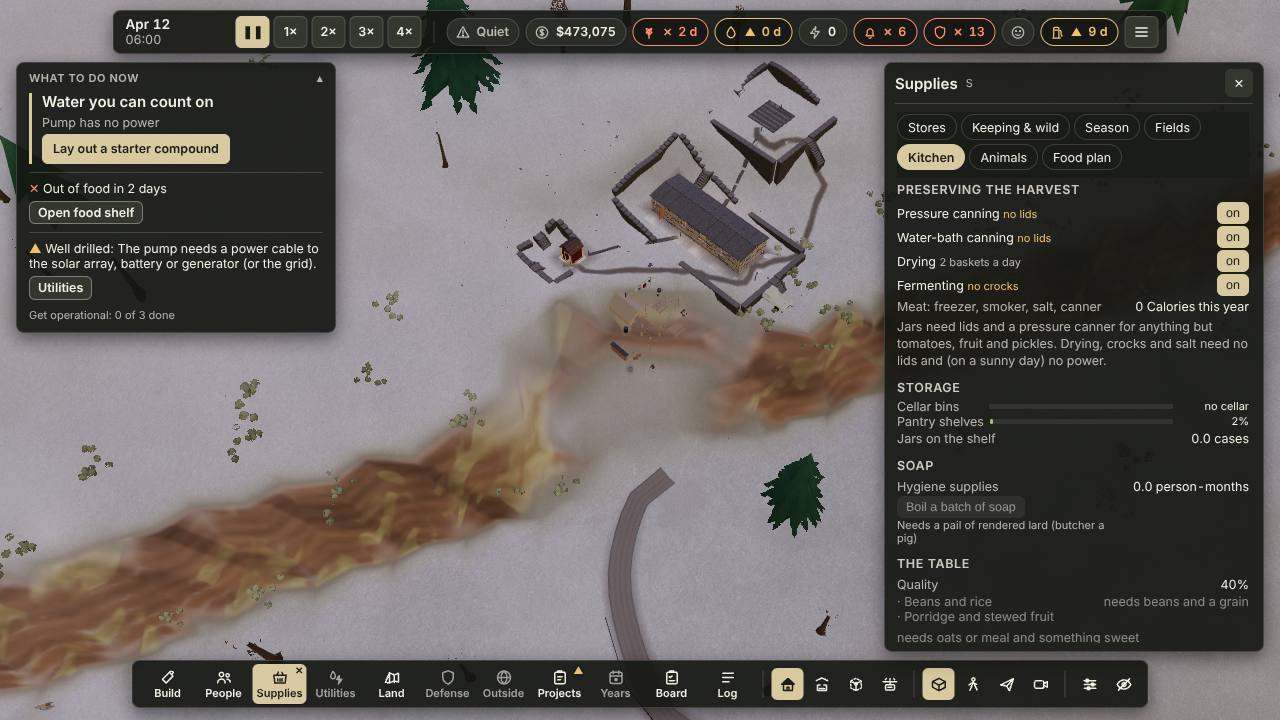 Apr 12
06:00
1×
2×
3×
4×
Quiet
$473,075
× 2 d
0 d
0
× 6
× 13
9 d
WHAT TO DO NOW
Water you can count on
Pump has no power
Lay out a starter compound
× Out of food in 2 days
Open food shelf
Well drilled: The pump needs a power cable to
the solar array, battery or generator (or the grid).
Utilities
Get operational: 0 of 3 done
Supplies S
Stores
Keeping & wild
Season
Fields
Kitchen
Animals
Food plan
PRESERVING THE HARVEST
Pressure canning no lids on
Water-bath canning no lids on
Drying 2 baskets a day on
Fermenting no crocks on
Meat: freezer, smoker, salt, canner 0 Calories this year
Jars need lids and a pressure canner for anything but
tomatoes, fruit and pickles. Drying, crocks and salt need no
lids and (on a sunny day) no power.
STORAGE
Cellar bins no cellar
Pantry shelves 2%
Jars on the shelf 0.0 cases
SOAP
Hygiene supplies 0.0 person-months
Boil a batch of soap
Needs a pail of rendered lard (butcher a
pig)
THE TABLE
Quality 40%
· Beans and rice needs beans and a grain
· Porridge and stewed fruit
needs oats or meal and something sweet
Build
People
Supplies
Utilities
Land
Defense
Outside
Projects
Years
Board
Log